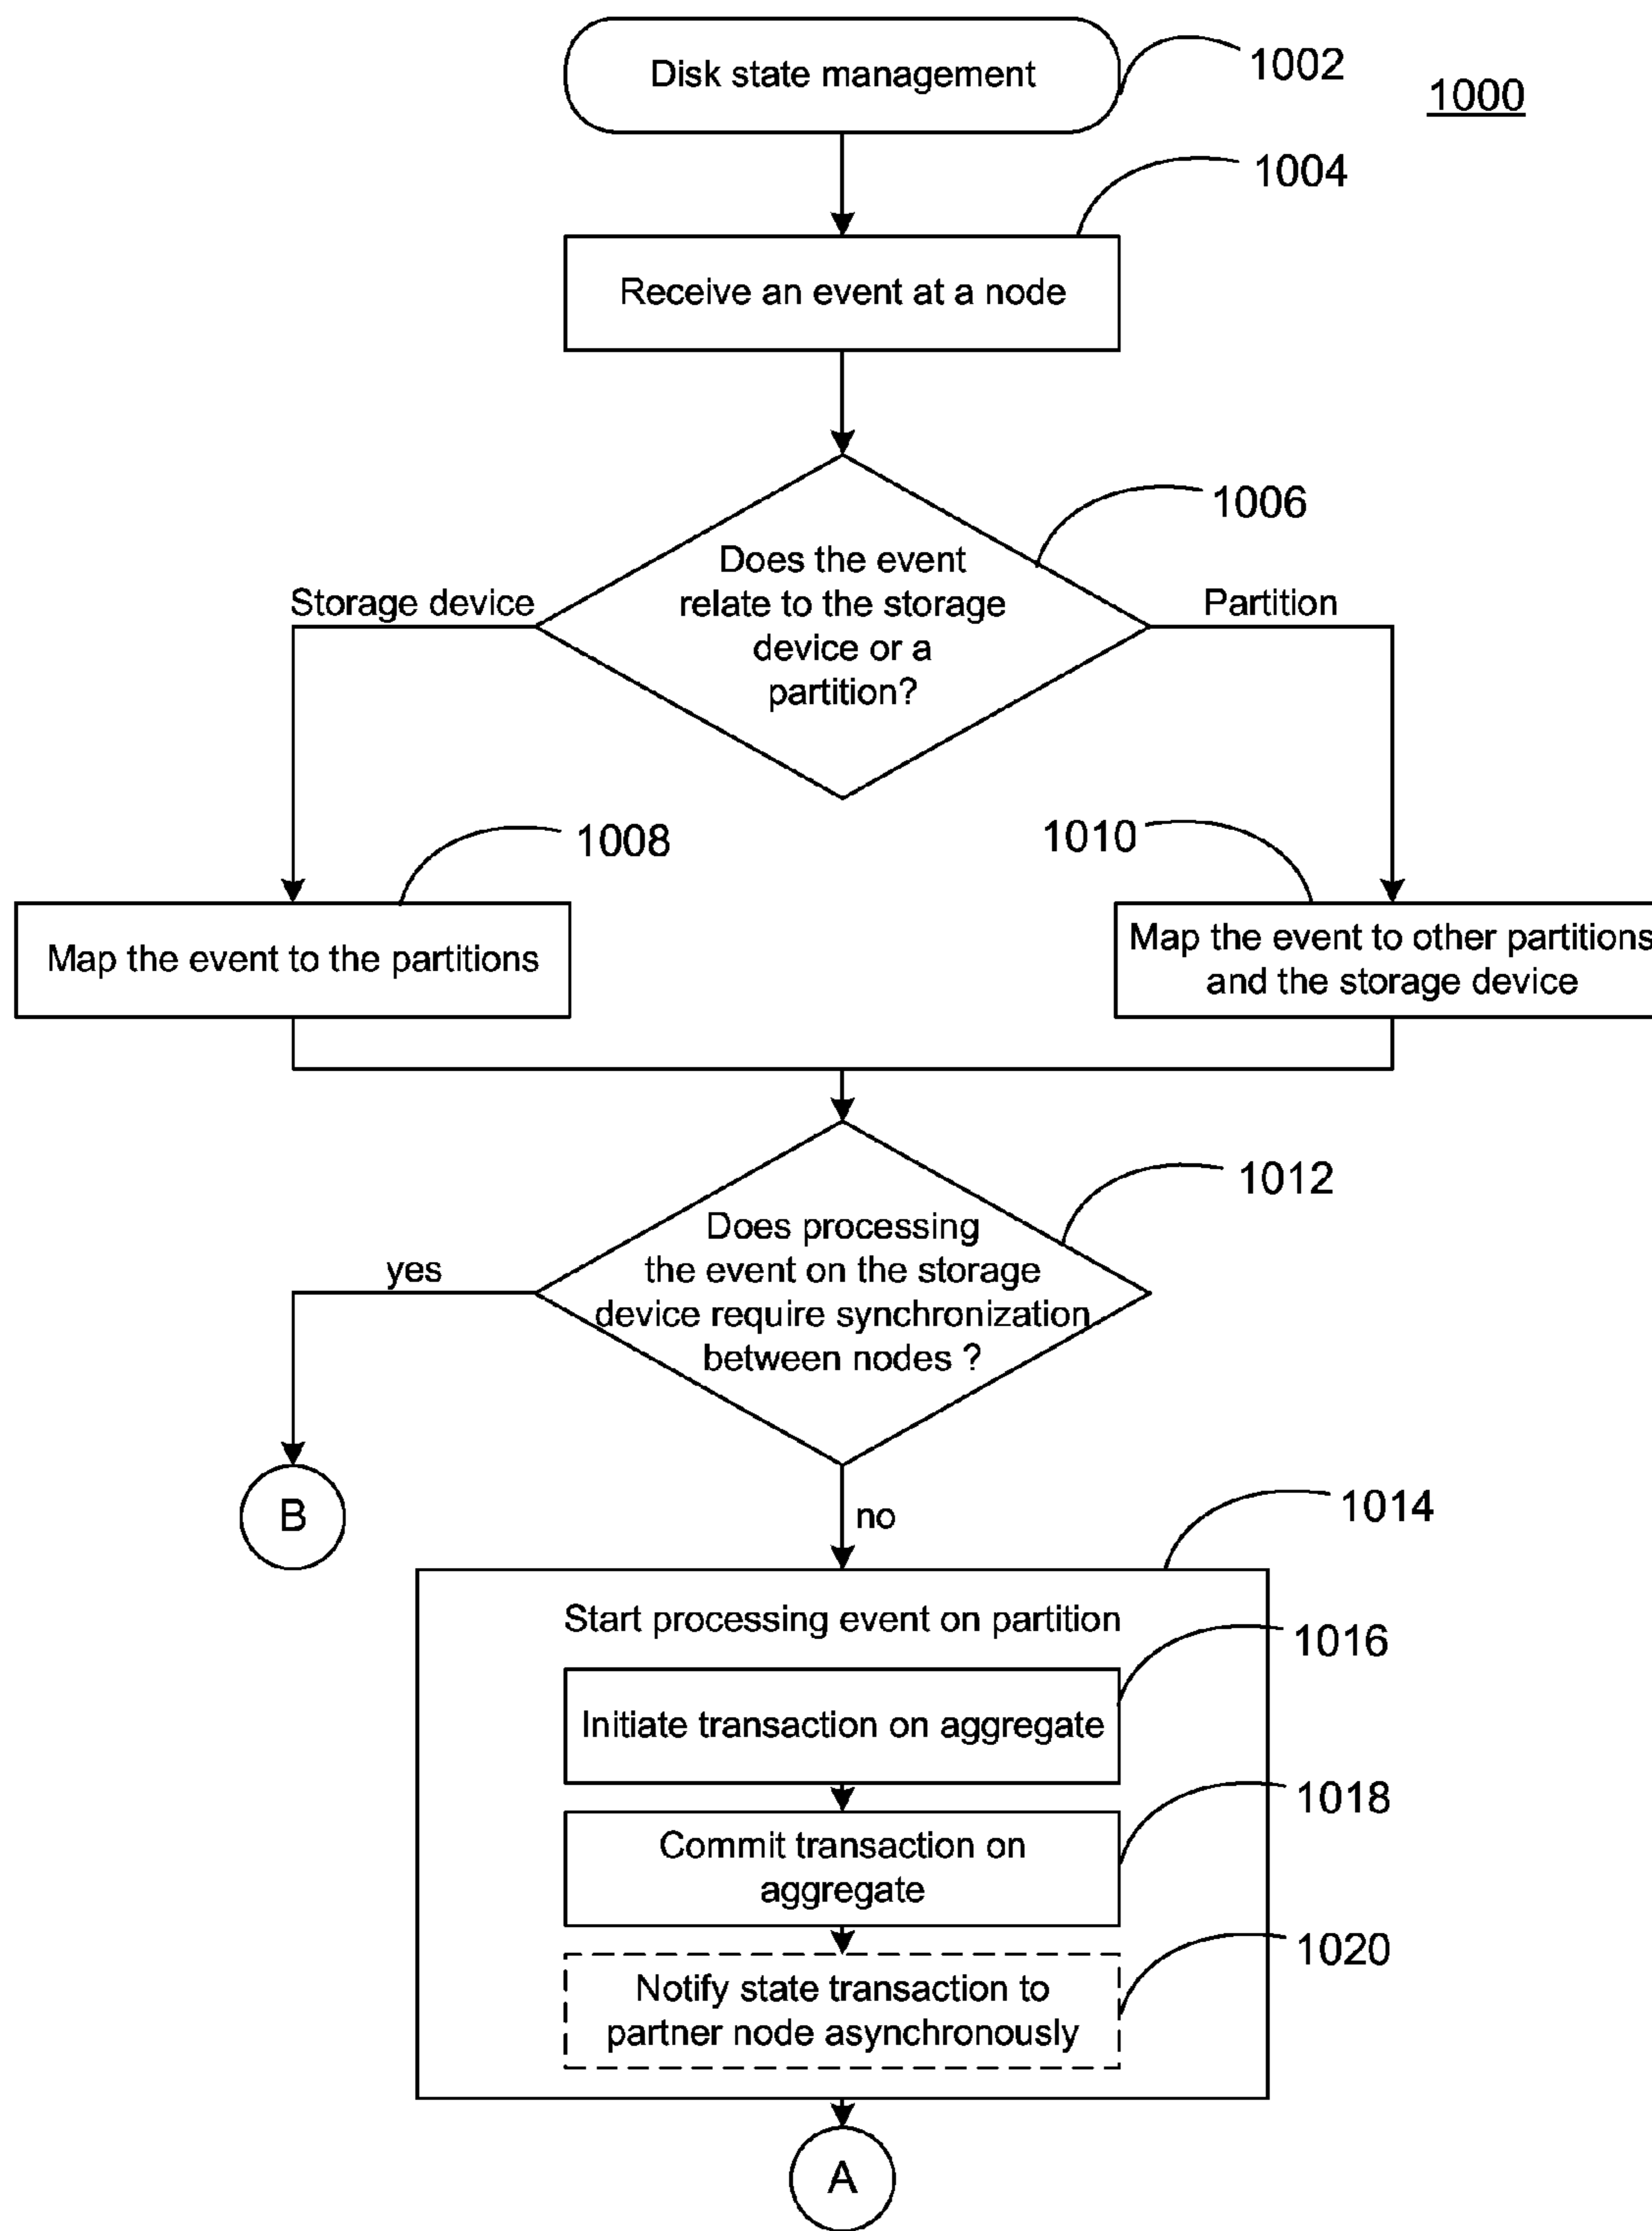 Disk state management
1002
1000
1004
Receive an event at a node
1006
Does the event
relate to the storage
device or a
partition?
Storage device
Partition
1008
1010
Map the event to the partitions
Map the event to other partitions
and the storage device
1012
Does processing
the event on the storage
device require synchronization
between nodes ?
yes
B
no
1014
Start processing event on partition
1016
Initiate transaction on aggregate
1018
Commit transaction on
aggregate
1020
Notify state transaction to
partner node asynchronously
A